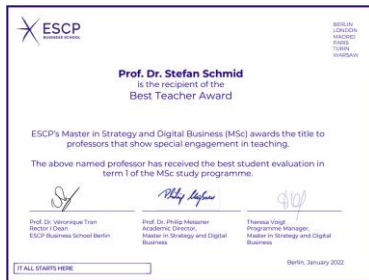 ESCP
BUSINESS SCHOOL
BERLIN
LONDON
MADRID
PARIS
TURIN
WARSAW
Prof. Dr. Stefan Schmid
is the recipient of the
Best Teacher Award
ESCP's Master in Strategy and Digital Business (MSc) awards the title to
professors that show special engagement in teaching.
The above named professor has received the best student evaluation in
term 1 of the MSc study programme.
Prof. Dr. Véronique Tran
Rector I Dean
ESCP Business School Berlin
Prof. Dr. Philip Meissner
Academic Director,
Master in Strategy and Digital
Business
Theresa Voigt
Programme Manager,
Master in Strategy and Digital
Business
Berlin, January 2022
IT ALL STARTS HERE